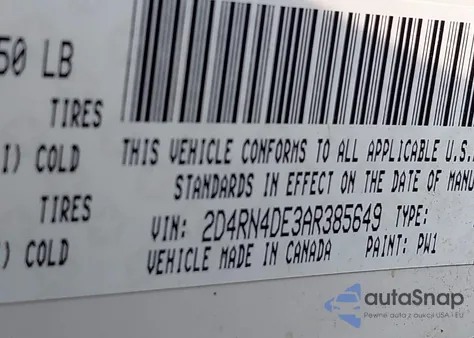 50 LB
TIRES
I) COLD
TIRES
) COLD
THIS VEHICLE CONFORMS TO ALL APPLICABLE U.S.
STANDARDS IN EFFECT ON THE DATE OF MANU
VIN: 2D4RN4DE3AR385649 TYPE:
VEHICLE MADE IN CANADA PAINT: PW1
autoSnap
Pewne auta z aukcji USA i EU